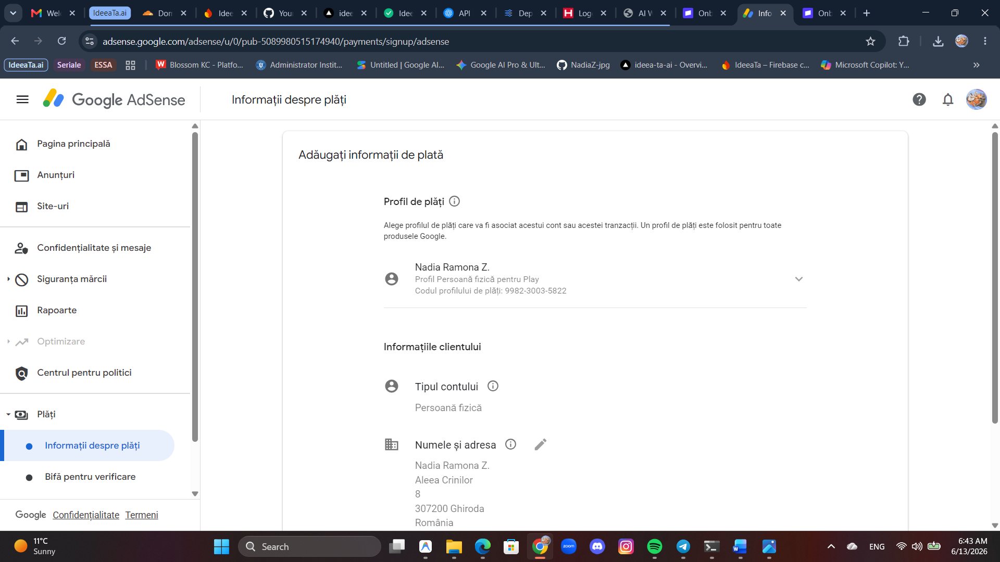 Wel
IdeeaTa.ai
Don
Idee
Your
idee
Idee
API
Dep
H Log
AI W
Onb
Info
Onb
adsense.google.com/adsense/u/0/pub-5089980515174940/payments/signup/adsense
IdeeaTa.ai
Seriale
ESSA
W Blossom KC - Platfo...
Administrator Instit...
Untitled | Google AI...
Google AI Pro & Ult...
NadiaZ-jpg
ideea-ta-ai - Overvi...
IdeeaTa – Firebase c...
Microsoft Copilot: Y...
Google AdSense
Informații despre plăți
Pagina principală
Anunțuri
Site-uri
Confidențialitate și mesaje
Siguranța mărcii
Rapoarte
Optimizare
Centrul pentru politici
Plăți
Informații despre plăți
Bifă pentru verificare
Google Confidențialitate Termeni
Adăugați informații de plată
Profil de plăți
Alege profilul de plăți care va fi asociat acestui cont sau acestei tranzacții. Un profil de plăți este folosit pentru toate
produsele Google.
Nadia Ramona Z.
Profil Persoană fizică pentru Play
Codul profilului de plăți: 9982-3003-5822
Informațiile clientului
Tipul contului
Persoană fizică
Numele și adresa
Nadia Ramona Z.
Aleea Crinilor
8
307200 Ghiroda
România
11°C
Sunny
Search
zoom
W
ENG
6:43 AM
6/13/2026